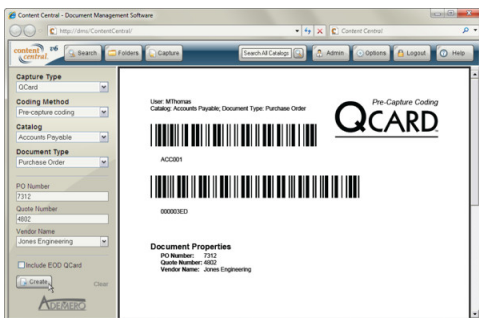 Content Central - Document Management Software
http://dms/ContentCentral/
Content Central
content central r6
Search
Folders
Capture
Search All Catalogs
Admin
Options
Logout
Help
Capture Type
QCard
Coding Method
Pre-capture coding
Catalog
Accounts Payable
Document Type
Purchase Order
PO Number
7312
Quote Number
4802
Vendor Name
Jones Engineering
Include EOD QCard
Create
Clear
ADEMERO
User: MThomas
Catalog: Accounts Payable; Document Type: Purchase Order
Pre-Capture Coding
QCARD
ACC001
000003ED
Document Properties
PO Number: 7312
Quote Number: 4802
Vendor Name: Jones Engineering